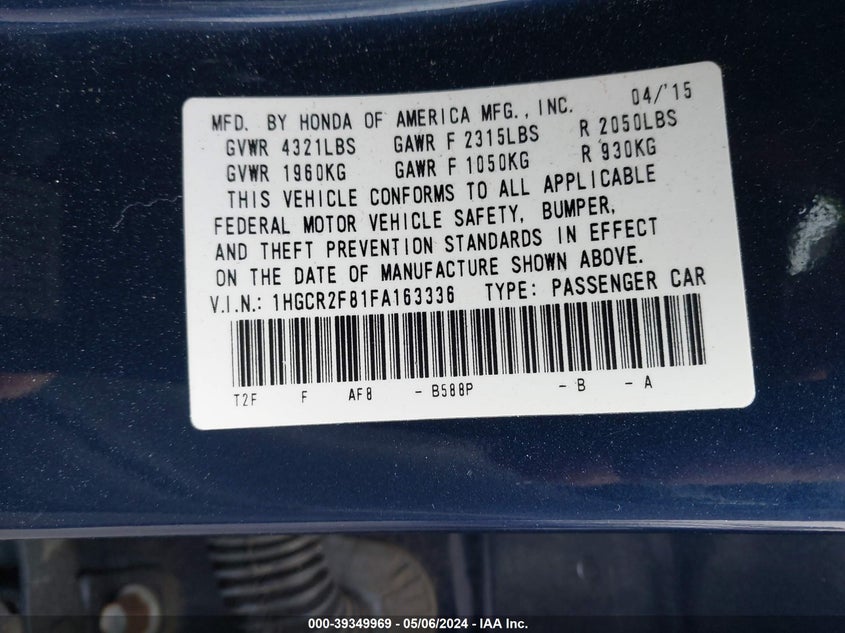 MFD. BY HONDA OF AMERICA MFG., INC. 04/'15
GVWR 4321LBS GAWR F 2315LBS R 2050LBS
GVWR 1960KG GAWR F 1050KG R 930KG
THIS VEHICLE CONFORMS TO ALL APPLICABLE
FEDERAL MOTOR VEHICLE SAFETY, BUMPER,
AND THEFT PREVENTION STANDARDS IN EFFECT
ON THE DATE OF MANUFACTURE SHOWN ABOVE.
V.I.N.: 1HGCR2F81FA163336 TYPE: PASSENGER CAR
T2F F AF8 - B588P - B - A
000-39349969 - 05/06/2024 - IAA Inc.